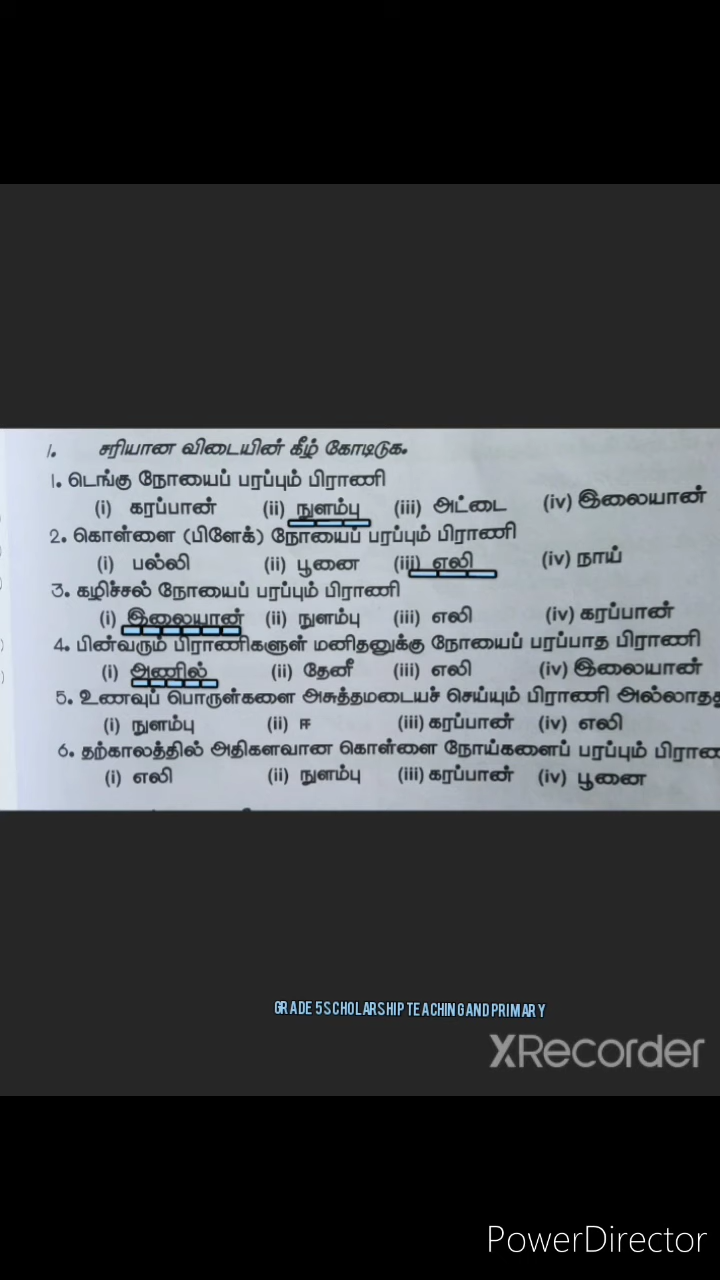 1. சரியான விடையின் கீழ் கோடிடுக.
1. டெங்கு நோயைப் பரப்பும் பிராணி
(i) கரப்பான் (ii) நுளம்பு (iii) அட்டை (iv) இலையான்
2. கொள்ளை (பிளேக்) நோயைப் பரப்பும் பிராணி
(i) பல்லி (ii) பூனை (iii) எலி (iv) நாய்
3. கழிச்சல் நோயைப் பரப்பும் பிராணி
(i) இலையான் (ii) நுளம்பு (iii) எலி (iv) கரப்பான்
4. பின்வரும் பிராணிகளுள் மனிதனுக்கு நோயைப் பரப்பாத பிராணி
(i) அணில் (ii) தேனீ (iii) எலி (iv) இலையான்
5. உணவுப் பொருள்களை அசுத்தமடையச் செய்யும் பிராணி
(i) நுளம்பு (ii) ஈ (iii) கரப்பான் (iv) எலி
6. தற்காலத்தில் அதிகளவான கொள்ளை நோய்களைப் பரப்பும்
(i) எலி (ii) நுளம்பு (iii) கரப்பான் (iv) பூனை
GRADE 5 SCHOLARSHIP TEACHING AND PRIMARY
XRecorder
PowerDirector